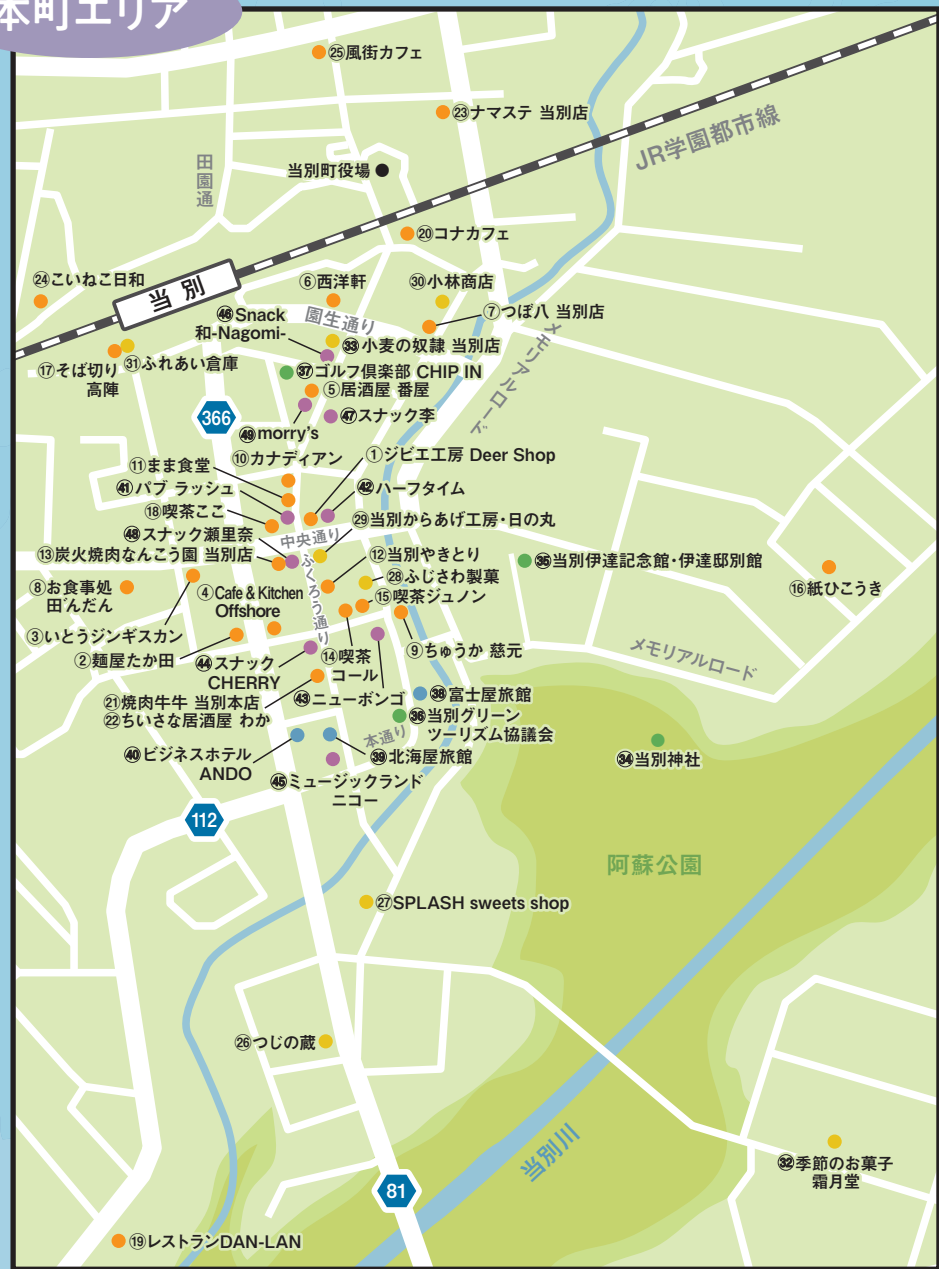 本町エリア
㉕風街カフェ
㉓ナマステ 当別店
JR学園都市線
田園通
当別町役場
⑳コナカフェ
㉔こいねこ日和
当別
⑥西洋軒
㉚小林商店
園生通り
⑦つぼ八 当別店
㊻Snack
和-Nagomi-
㉝小麦の奴隷 当別店
メモリアルロード
⑰そば切り
高陣
㉛ふれあい倉庫
㊲ゴルフ倶楽部 CHIP IN
⑤居酒屋 番屋
366
㊼スナック李
㊾morry's
⑩カナディアン
①ジビエ工房 Deer Shop
⑪まま食堂
㊶パブ ラッシュ
㊷ハーフタイム
⑱喫茶ここ
㉙当別からあげ工房・日の丸
㊽スナック瀬里奈
中央通り
⑬炭火焼肉なんこう園 当別店
⑫当別やきとり
ふくろう通り
㉟当別伊達記念館・伊達邸別館
⑧お食事処
田んだん
④Cafe & Kitchen
Offshore
㉘ふじさわ製菓
⑮喫茶ジュノン
⑯紙ひこうき
③いとうジンギスカン
②麺屋たか田
㊹スナック
CHERRY
⑭喫茶
コール
⑨ちゅうか 慈元
メモリアルロード
㉑焼肉牛牛 当別本店
㉒ちいさな居酒屋 わか
㊸ニューボンゴ
㊳富士屋旅館
㊱当別グリーン
ツーリズム協議会
本通り
㊵ビジネスホテル
ANDO
㊴北海屋旅館
㉞当別神社
㊺ミュージックランド
ニコー
112
阿蘇公園
㉗SPLASH sweets shop
㉖つじの蔵
当別川
㉜季節のお菓子
霜月堂
81
⑲レストランDAN-LAN